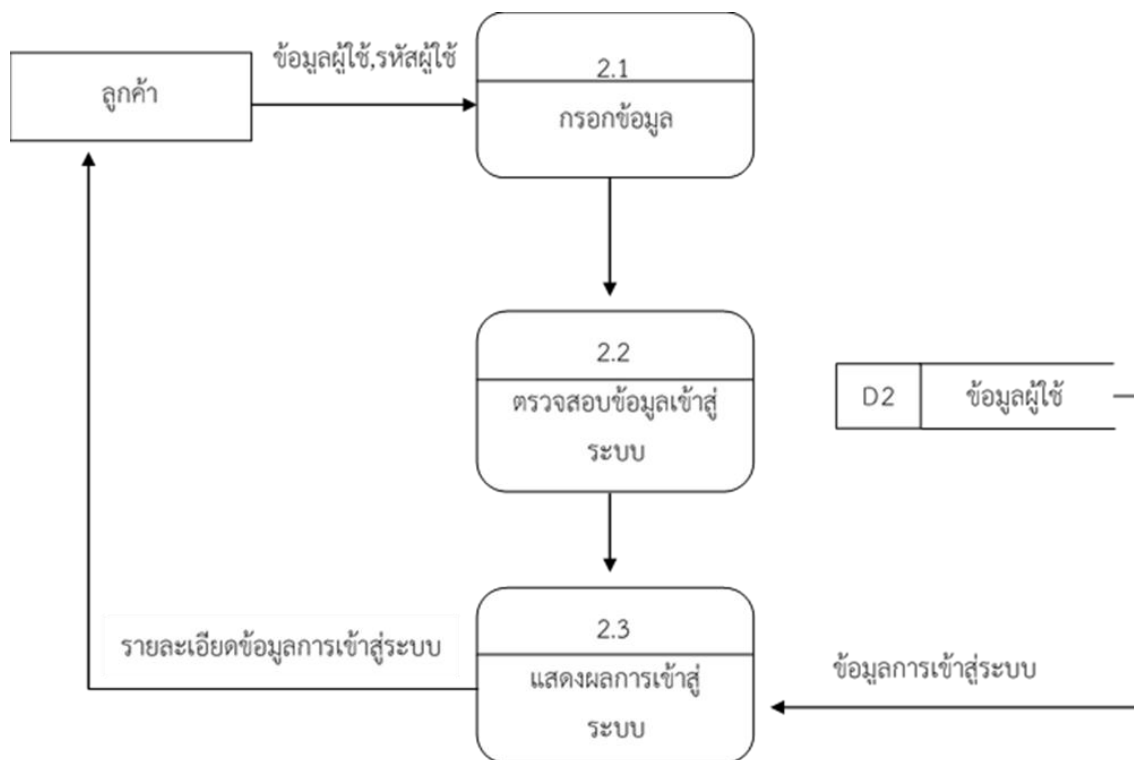 ข้อมูลผู้ใช้,รหัสผู้ใช้
ลูกค้า
2.1
กรอกข้อมูล
2.2
ตรวจสอบข้อมูลเข้าสู่
ระบบ
D2
ข้อมูลผู้ใช้
2.3
แสดงผลการเข้าสู่
ระบบ
รายละเอียดข้อมูลการเข้าสู่ระบบ
ข้อมูลการเข้าสู่ระบบ